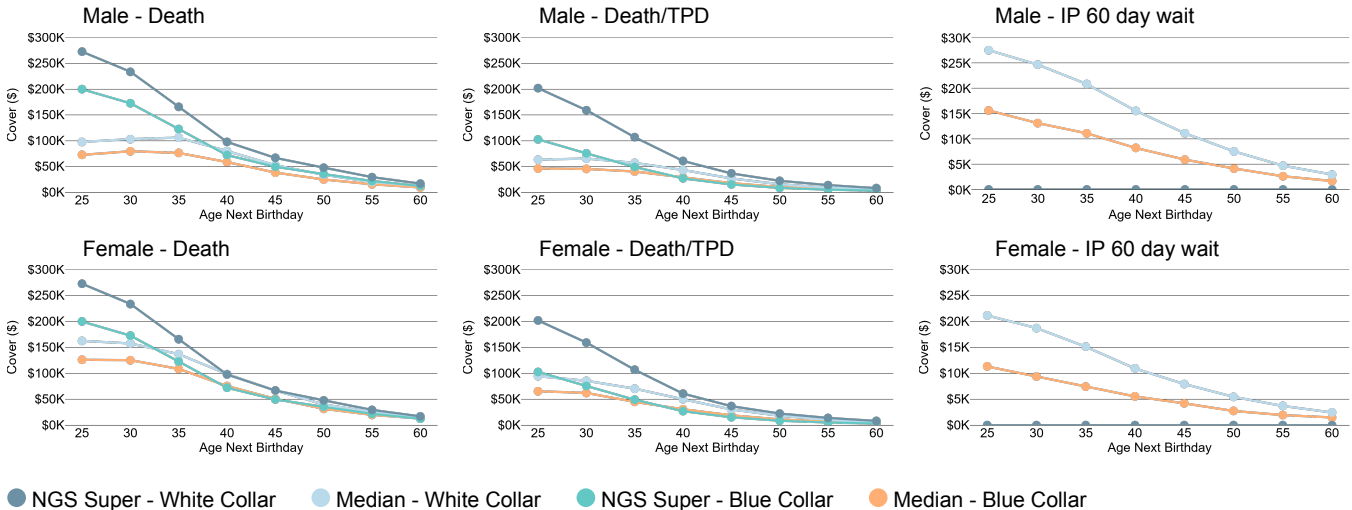 Male - Death
$300K
$250K
$200K
$150K
$100K
$50K
$0K
Cover ($)
25 30 35 40 45 50 55 60
Age Next Birthday
Male - Death/TPD
$300K
$250K
$200K
$150K
$100K
$50K
$0K
Cover ($)
25 30 35 40 45 50 55 60
Age Next Birthday
Male - IP 60 day wait
$30K
$25K
$20K
$15K
$10K
$5K
$0K
Cover ($)
25 30 35 40 45 50 55 60
Age Next Birthday
Female - Death
$300K
$250K
$200K
$150K
$100K
$50K
$0K
Cover ($)
25 30 35 40 45 50 55 60
Age Next Birthday
Female - Death/TPD
$300K
$250K
$200K
$150K
$100K
$50K
$0K
Cover ($)
25 30 35 40 45 50 55 60
Age Next Birthday
Female - IP 60 day wait
$30K
$25K
$20K
$15K
$10K
$5K
$0K
Cover ($)
25 30 35 40 45 50 55 60
Age Next Birthday
NGS Super - White Collar Median - White Collar NGS Super - Blue Collar Median - Blue Collar